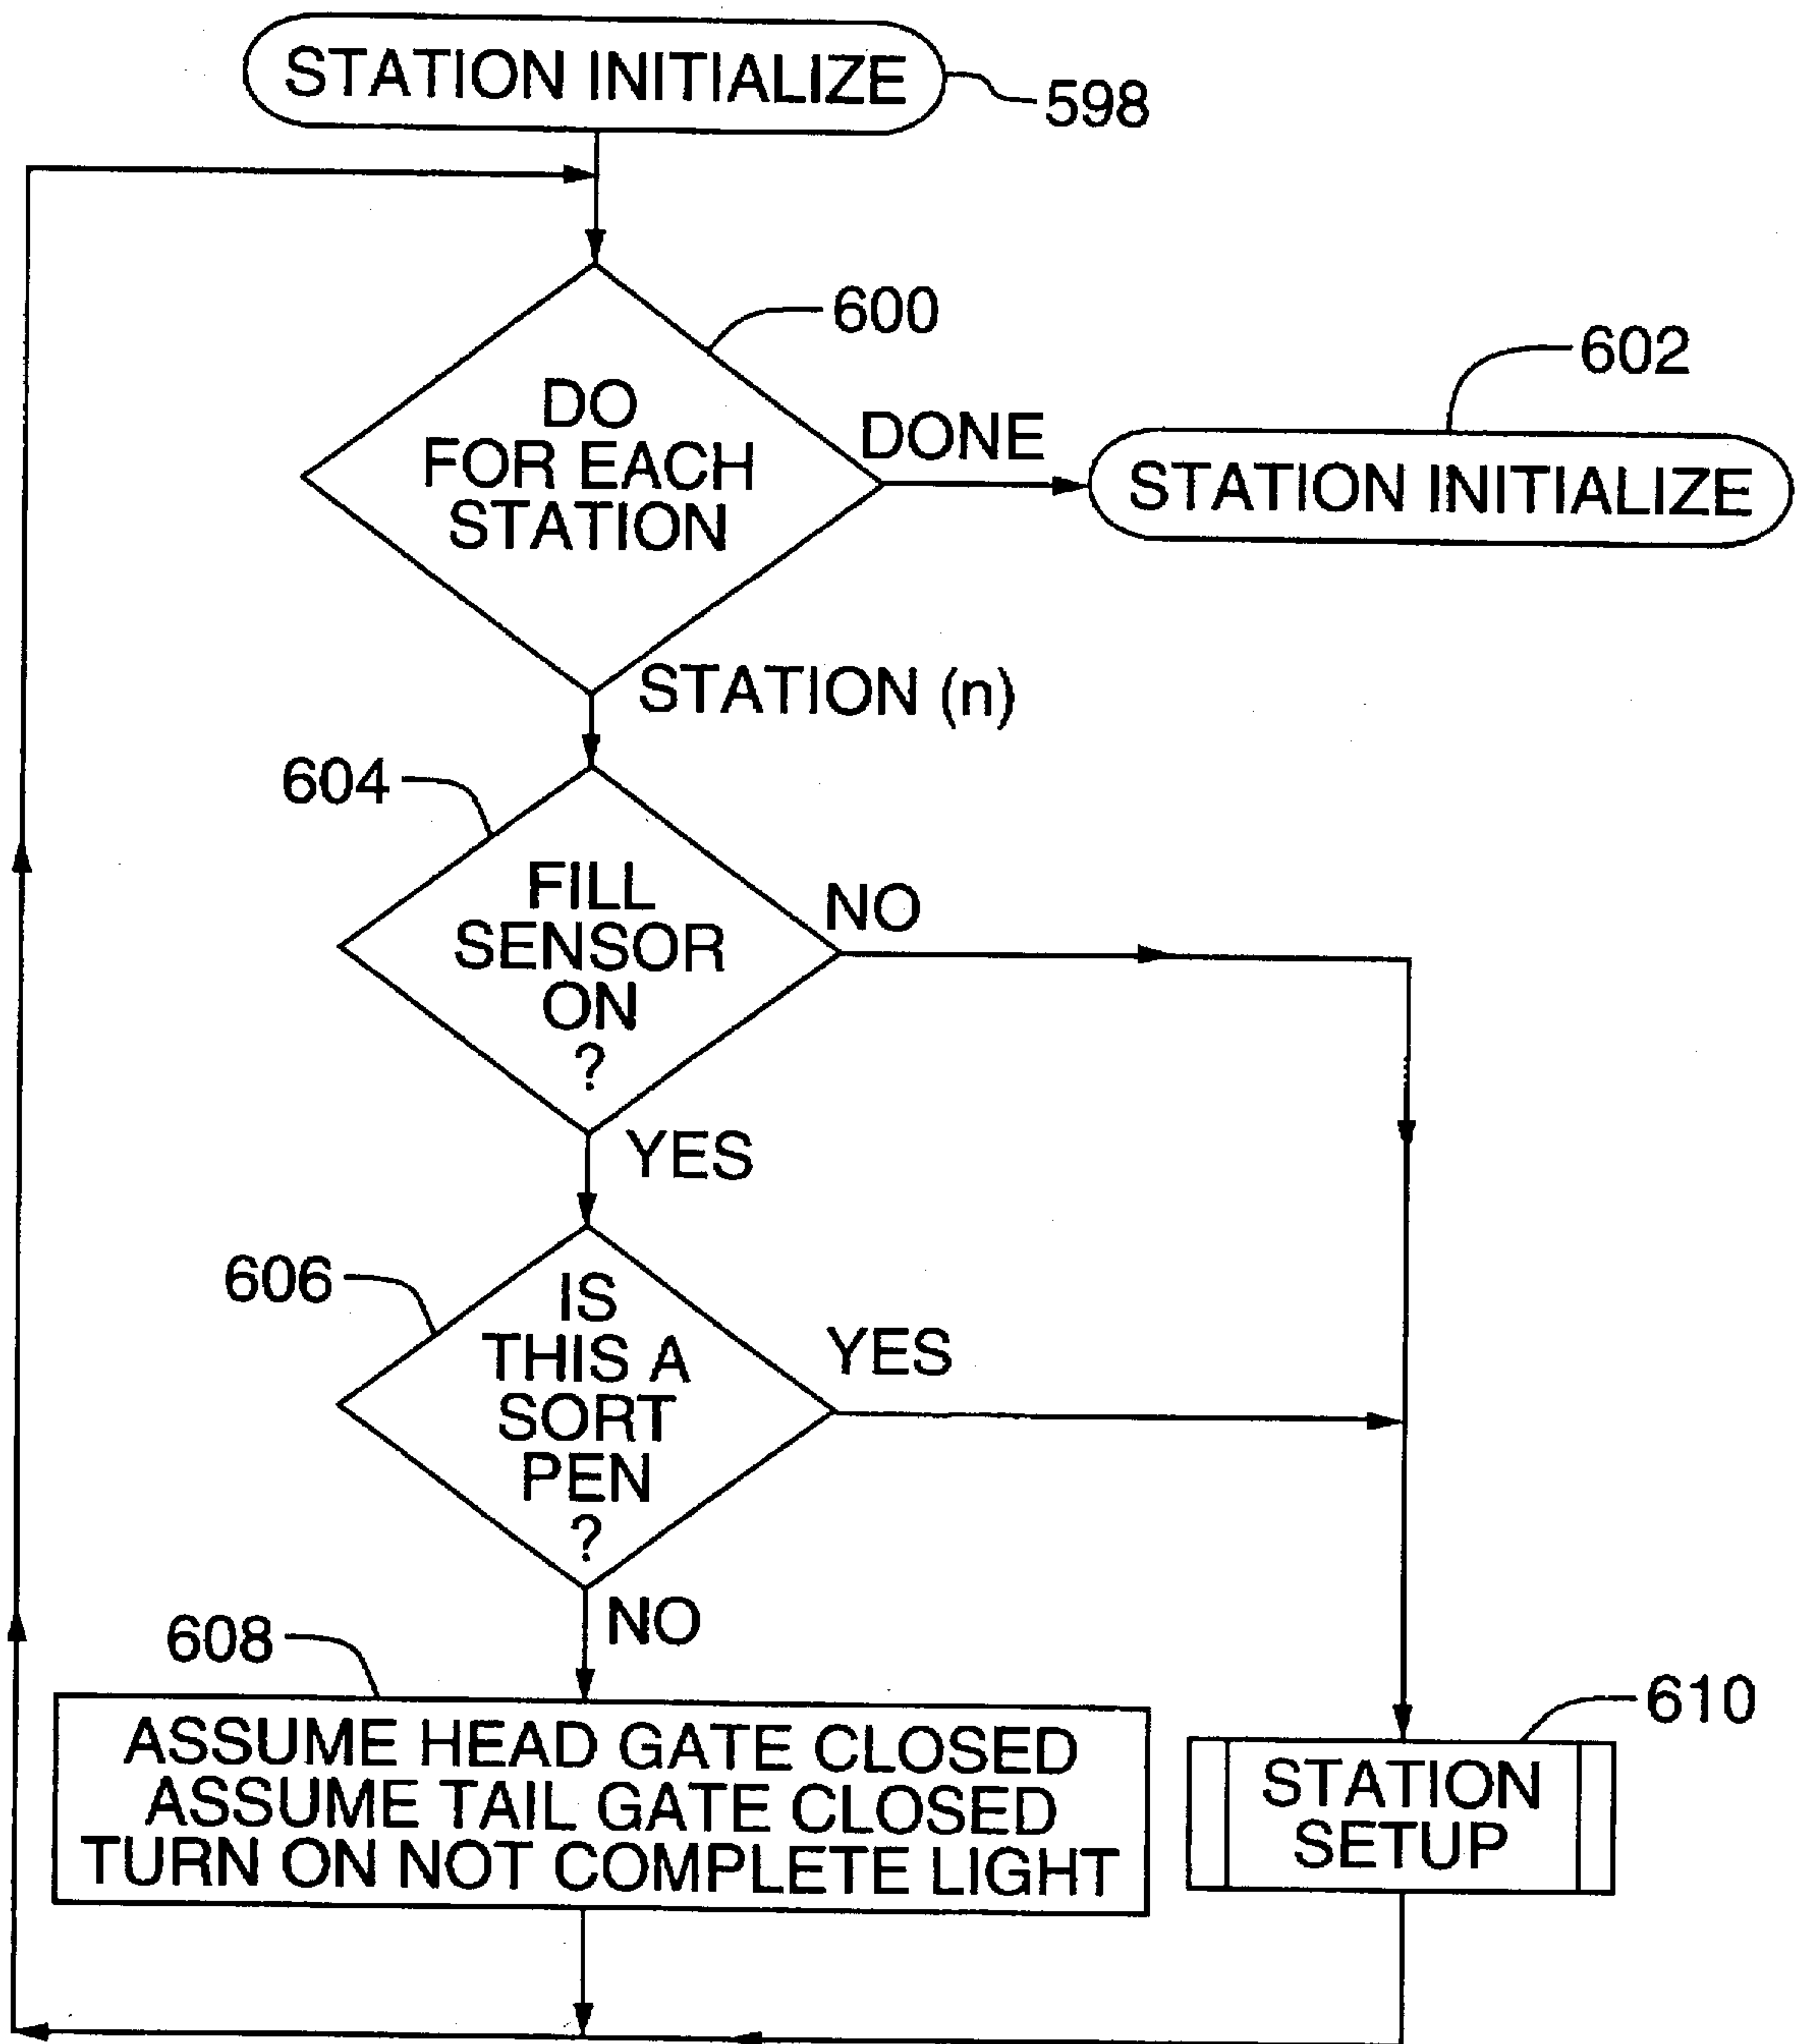 STATION INITIALIZE
598
600
DO
FOR EACH
STATION
DONE
602
STATION INITIALIZE
STATION (n)
604
FILL
SENSOR
ON
?
NO
YES
606
IS
THIS A
SORT
PEN
?
YES
NO
608
ASSUME HEAD GATE CLOSED
ASSUME TAIL GATE CLOSED
TURN ON NOT COMPLETE LIGHT
610
STATION
SETUP